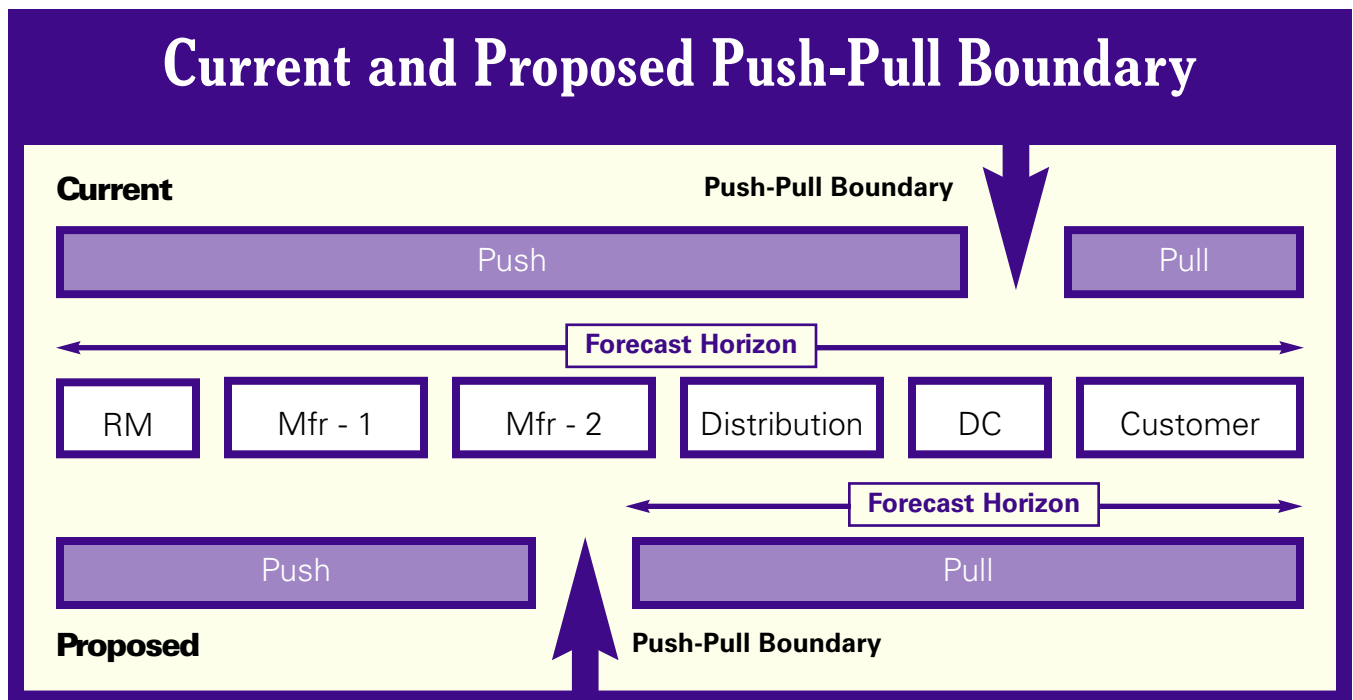 Current and Proposed Push-Pull Boundary
Current
Push-Pull Boundary
Push
Pull
Forecast Horizon
RM
Mfr - 1
Mfr - 2
Distribution
DC
Customer
Forecast Horizon
Push
Pull
Proposed
Push-Pull Boundary